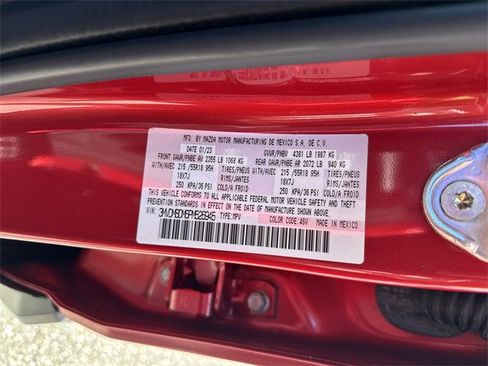 MFD. BY MAZDA MOTOR MANUFACTURING DE MEXICO S.A. DE C.V.
DATE 01/23 GVWR/PNBV 4381 LB 1987 KG
FRONT GAWR/PNBE AV 2355 LB 1068 KG REAR GAWR/PNBE AR 2072 LB 940 KG
WITH/AVEC 215/55R18 95H TIRES/PNEUS WITH/AVEC 215/55R18 95H TIRES/PNEUS
18X7J RIMS/JANTES 18X7J RIMS/JANTES
250 KPA/36 PSI COLD/A FROID 250 KPA/36 PSI COLD/A FROID
THIS VEHICLE CONFORMS TO ALL APPLICABLE U.S. FEDERAL MOTOR VEHICLE SAFETY AND THEFT
PREVENTION STANDARDS IN EFFECT ON THE DATE OF MANUFACTURE SHOWN ABOVE.
VIN: TYPE: MPV COLOR CODE: 46V MADE IN MEXICO